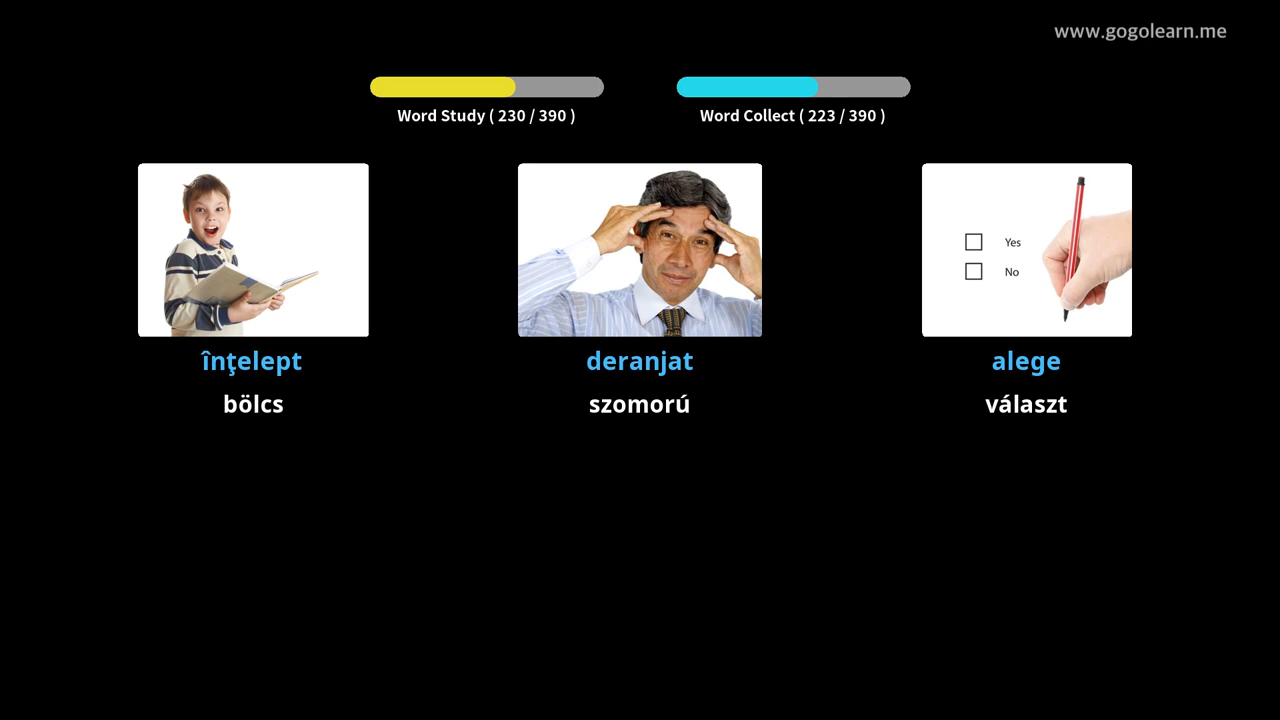 www.gogolearn.me
Word Study ( 230 / 390 )
Word Collect ( 223 / 390 )
Yes
No
înţelept
deranjat
alege
bölcs
szomorú
választ